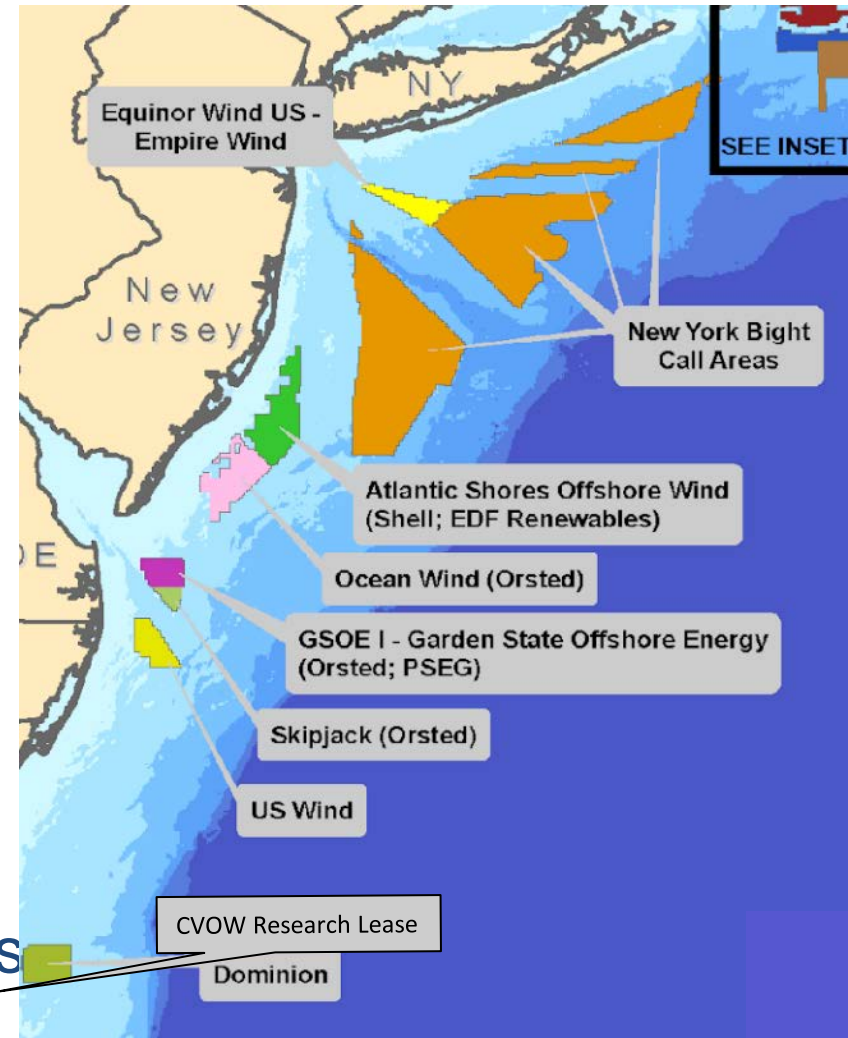 NY
Equinor Wind US -
Empire Wind
SEE INSET
New
Jersey
New York Bight
Call Areas
Atlantic Shores Offshore Wind
(Shell; EDF Renewables)
DE
Ocean Wind (Orsted)
GSOE I - Garden State Offshore Energy
(Orsted; PSEG)
Skipjack (Orsted)
US Wind
CVOW Research Lease
s
Dominion